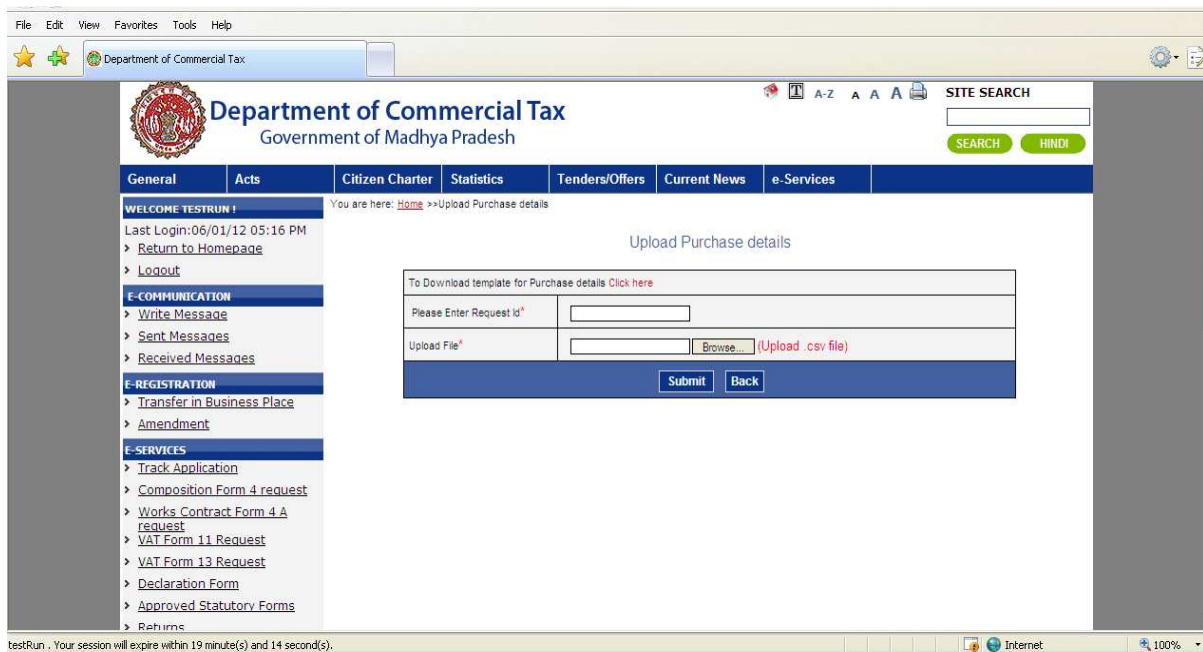 File Edit View Favorites Tools Help
Department of Commercial Tax
Department of Commercial Tax
Government of Madhya Pradesh
T A-Z A A A
SITE SEARCH
SEARCH HINDI
General Acts Citizen Charter Statistics Tenders/Offers Current News e-Services
WELCOME TESTRUN !
Last Login:06/01/12 05:16 PM
Return to Homepage
Logout
E-COMMUNICATION
Write Message
Sent Messages
Received Messages
E-REGISTRATION
Transfer in Business Place
Amendment
E-SERVICES
Track Application
Composition Form 4 request
Works Contract Form 4 A
request
VAT Form 11 Request
VAT Form 13 Request
Declaration Form
Approved Statutory Forms
Returns
You are here: Home >>Upload Purchase details
Upload Purchase details
To Download template for Purchase details Click here
Please Enter Request Id*
Upload File* Browse... (Upload .csv file)
Submit Back
testRun . Your session will expire within 19 minute(s) and 14 second(s).
Internet 100%